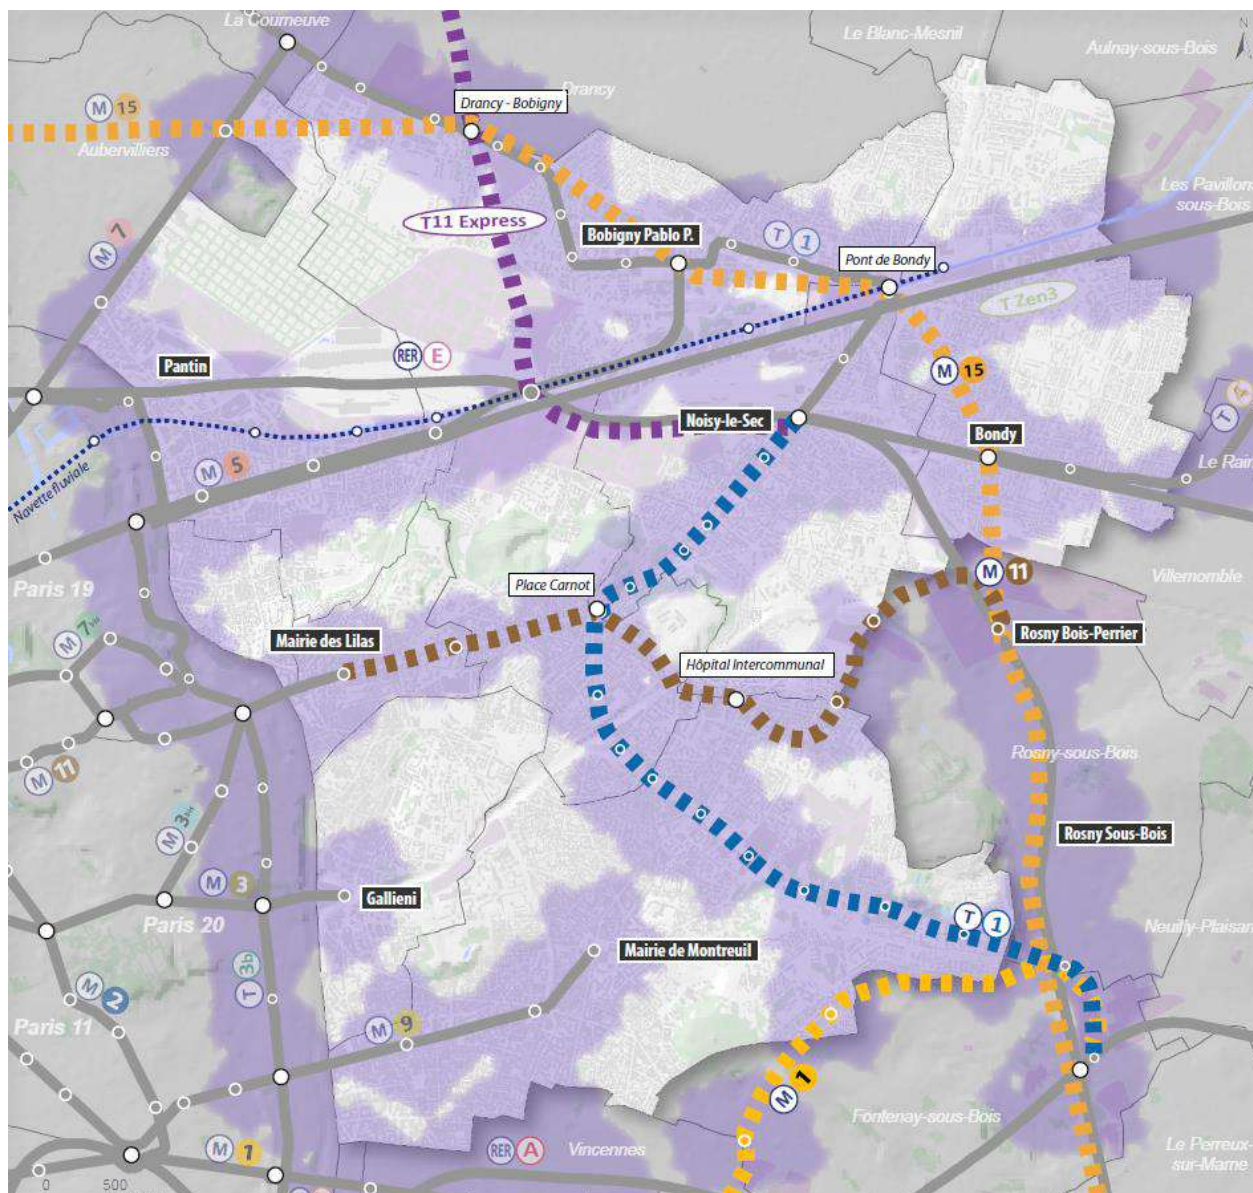 La Courneuve
Le Blanc-Mesnil
N
Aulnay-sous-Bois
Drancy
Drancy - Bobigny
M 15
Aubervilliers
Les Pavillons
sous-Bois
T11 Express
M 7
Bobigny Pablo P.
T 1
Pont de Bondy
T Zen3
Pantin
RER E
M 15
T 4
Noisy-le-Sec
Bondy
Le Rain
M 5
Navette fluviale
Paris 19
Place Carnot
M 11
Villemomble
M 7bis
Mairie des Lilas
Rosny Bois-Perrier
Hôpital Intercommunal
M 11
Rosny-sous-Bois
M 3bis
Rosny Sous-Bois
M 3
Gallieni
Paris 20
T 1
Neuilly-Plaisan
Mairie de Montreuil
T 3b
M 2
Paris 11
M 9
M 1
Fontenay-sous-Bois
M 1
RER A
Vincennes
Le Perreux-
sur-Marne
0 500